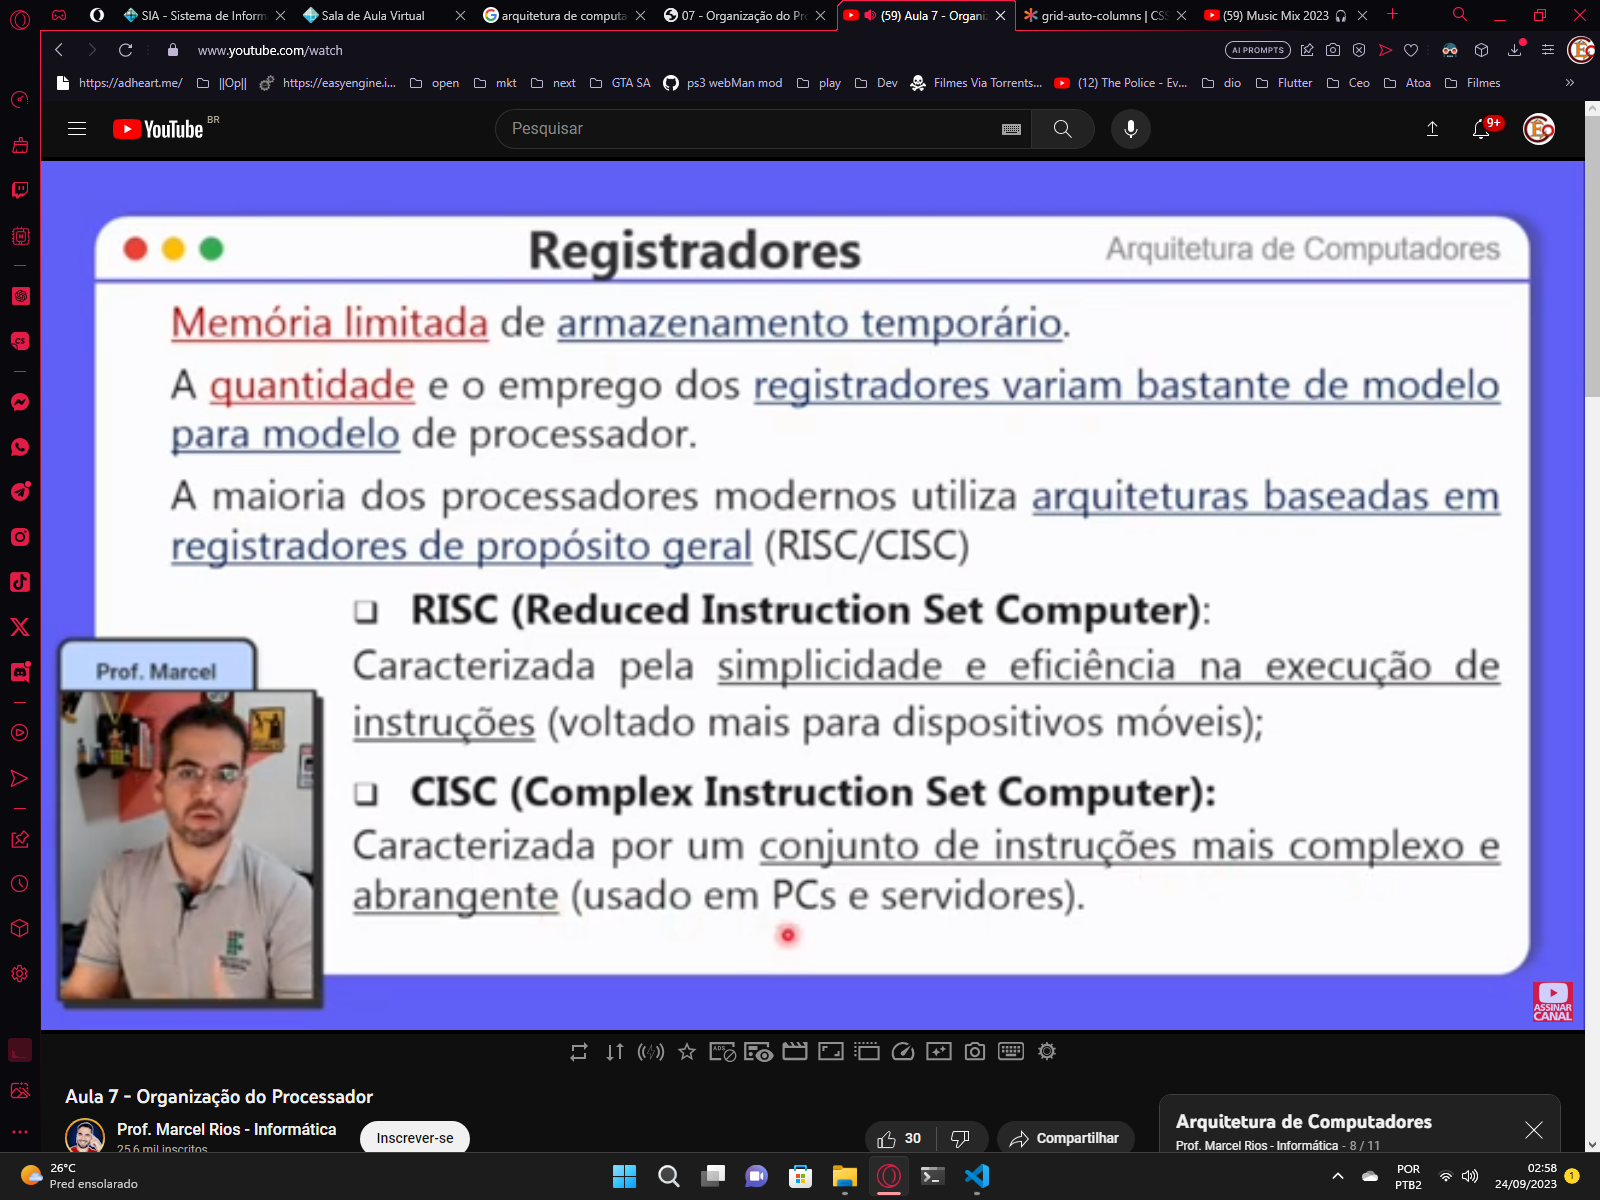 SIA - Sistema de Inform
Sala de Aula Virtual
arquitetura de computa
07 - Organização do Pro
(59) Aula 7 - Organiz
grid-auto-columns | CSS
(59) Music Mix 2023
www.youtube.com/watch
AI PROMPTS
https://adheart.me/
||Op||
https://easyengine.i...
open
mkt
next
GTA SA
ps3 webMan mod
play
Dev
Filmes Via Torrents...
(12) The Police - Ev...
dio
Flutter
Ceo
Atoa
Filmes
YouTube BR
Pesquisar
9+
Registradores
Arquitetura de Computadores
Memória limitada de armazenamento temporário.
A quantidade e o emprego dos registradores variam bastante de modelo
para modelo de processador.
A maioria dos processadores modernos utiliza arquiteturas baseadas em
registradores de propósito geral (RISC/CISC)
RISC (Reduced Instruction Set Computer):
Caracterizada pela simplicidade e eficiência na execução de
instruções (voltado mais para dispositivos móveis);
CISC (Complex Instruction Set Computer):
Caracterizada por um conjunto de instruções mais complexo e
abrangente (usado em PCs e servidores).
Prof. Marcel
ASSINAR
CANAL
Aula 7 - Organização do Processador
Prof. Marcel Rios - Informática
25,6 mil inscritos
Inscrever-se
30
Compartilhar
Arquitetura de Computadores
Prof. Marcel Rios - Informática - 8 / 11
26°C
Pred ensolarado
POR
PTB2
02:58
24/09/2023
1